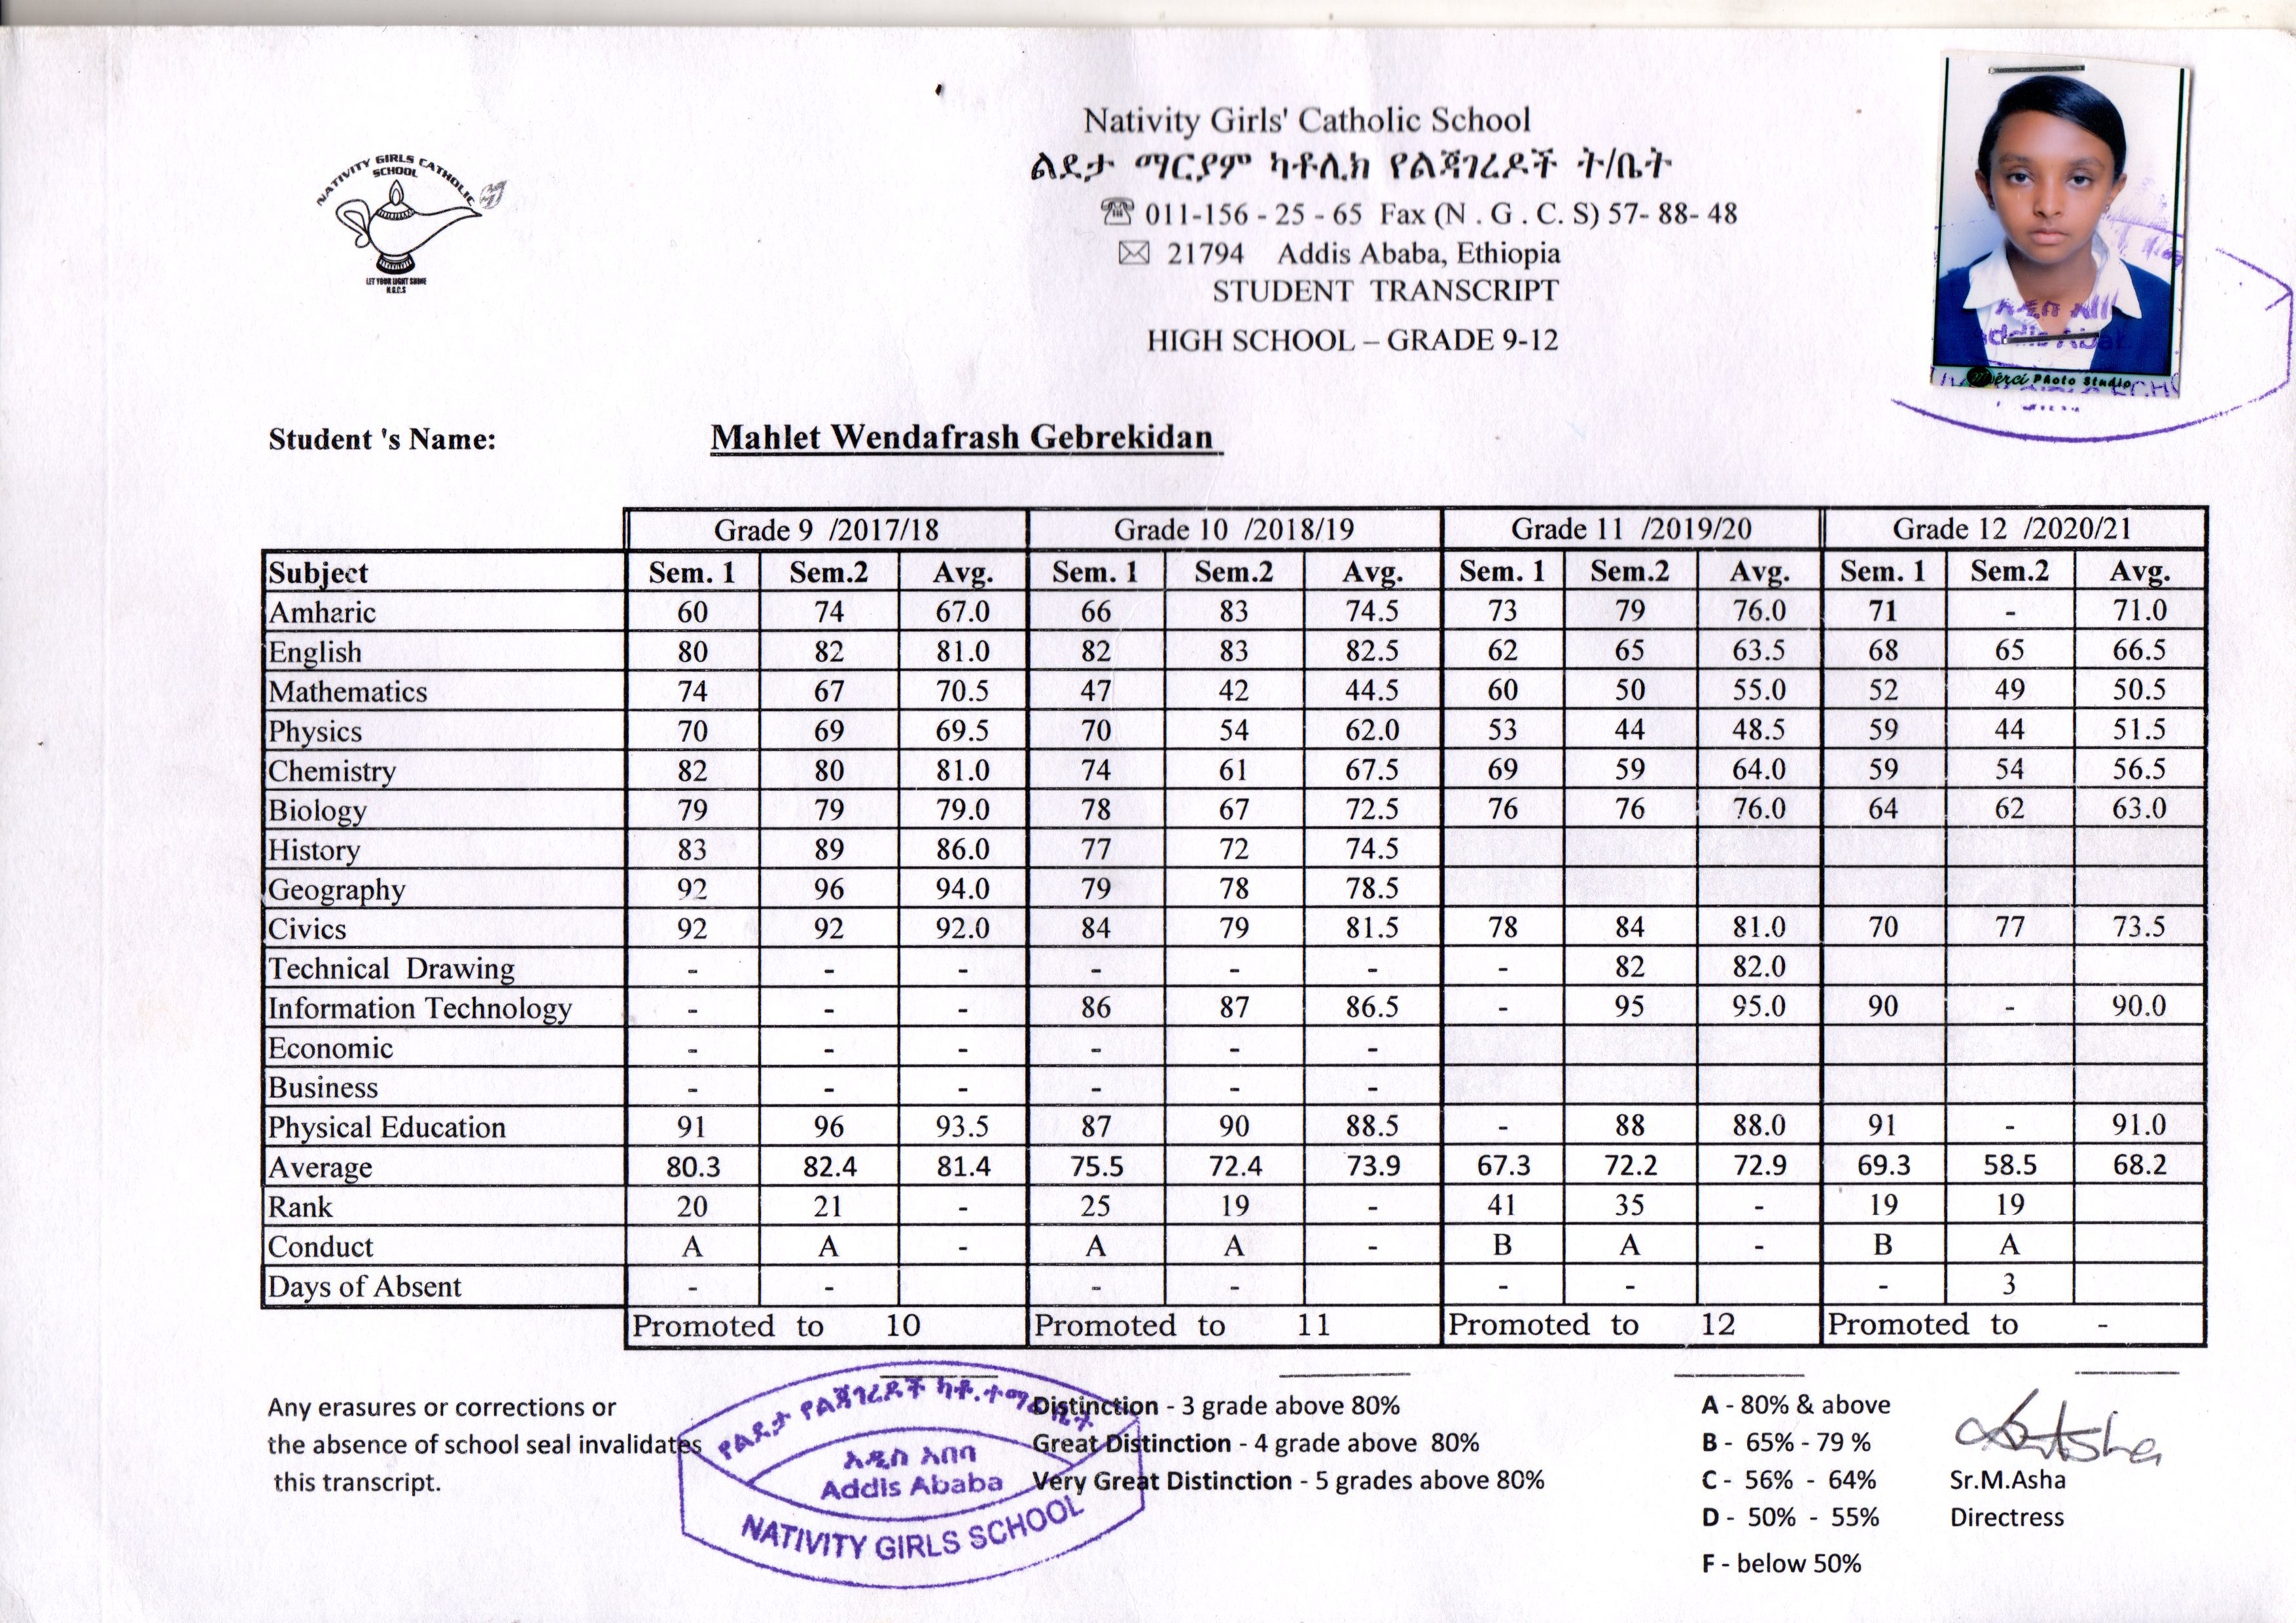 NATIVITY GIRLS CATHOLIC
SCHOOL
LET YOUR LIGHT SHINE
N.G.C.S
Nativity Girls' Catholic School
ልደታ ማርያም ካቶሊክ የልጃገረዶች ት/ቤት
011-156 - 25 - 65 Fax (N . G . C. S) 57- 88- 48
21794 Addis Ababa, Ethiopia
STUDENT TRANSCRIPT
HIGH SCHOOL – GRADE 9-12
Photo Studio
Student 's Name: Mahlet Wendafrash Gebrekidan
Grade 9 /2017/18 Grade 10 /2018/19 Grade 11 /2019/20 Grade 12 /2020/21
Subject Sem. 1 Sem.2 Avg. Sem. 1 Sem.2 Avg. Sem. 1 Sem.2 Avg. Sem. 1 Sem.2 Avg.
Amharic 60 74 67.0 66 83 74.5 73 79 76.0 71 - 71.0
English 80 82 81.0 82 83 82.5 62 65 63.5 68 65 66.5
Mathematics 74 67 70.5 47 42 44.5 60 50 55.0 52 49 50.5
Physics 70 69 69.5 70 54 62.0 53 44 48.5 59 44 51.5
Chemistry 82 80 81.0 74 61 67.5 69 59 64.0 59 54 56.5
Biology 79 79 79.0 78 67 72.5 76 76 76.0 64 62 63.0
History 83 89 86.0 77 72 74.5
Geography 92 96 94.0 79 78 78.5
Civics 92 92 92.0 84 79 81.5 78 84 81.0 70 77 73.5
Technical Drawing - - - - - - - 82 82.0
Information Technology - - - 86 87 86.5 - 95 95.0 90 - 90.0
Economic - - - - - -
Business - - - - - -
Physical Education 91 96 93.5 87 90 88.5 - 88 88.0 91 - 91.0
Average 80.3 82.4 81.4 75.5 72.4 73.9 67.3 72.2 72.9 69.3 58.5 68.2
Rank 20 21 - 25 19 - 41 35 - 19 19
Conduct A A - A A - B A - B A
Days of Absent - - - - - - - 3
Promoted to 10 Promoted to 11 Promoted to 12 Promoted to -
Any erasures or corrections or
the absence of school seal invalidates
this transcript.
አዲስ አበባ
Addis Ababa
NATIVITY GIRLS SCHOOL
Distinction - 3 grade above 80%
Great Distinction - 4 grade above 80%
Very Great Distinction - 5 grades above 80%
A - 80% & above
B - 65% - 79 %
C - 56% - 64%
D - 50% - 55%
F - below 50%
Sr.M.Asha
Directress